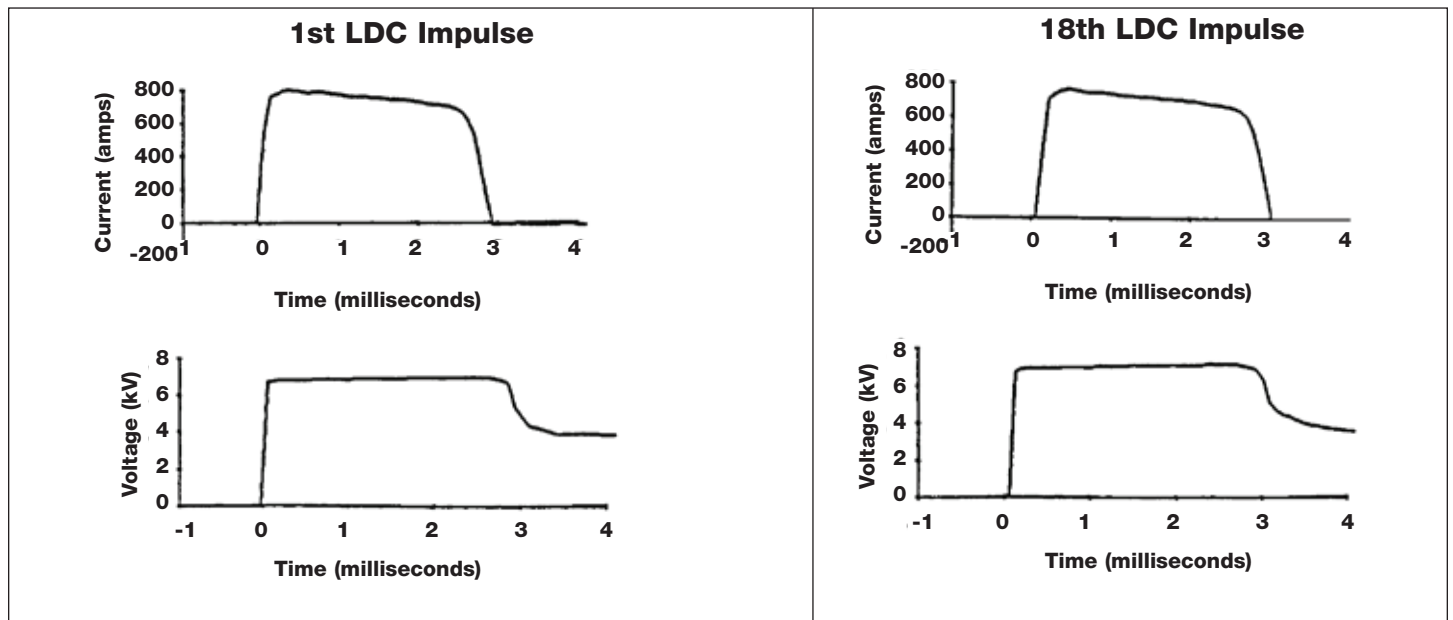 1st LDC Impulse
Current (amps)
800
600
400
200
0
-200
-1 0 1 2 3 4
Time (milliseconds)
Voltage (kV)
8
6
4
2
0
-1 0 1 2 3 4
Time (milliseconds)
18th LDC Impulse
Current (amps)
800
600
400
200
0
-200
-1 0 1 2 3 4
Time (milliseconds)
Voltage (kV)
8
6
4
2
0
-1 0 1 2 3 4
Time (milliseconds)